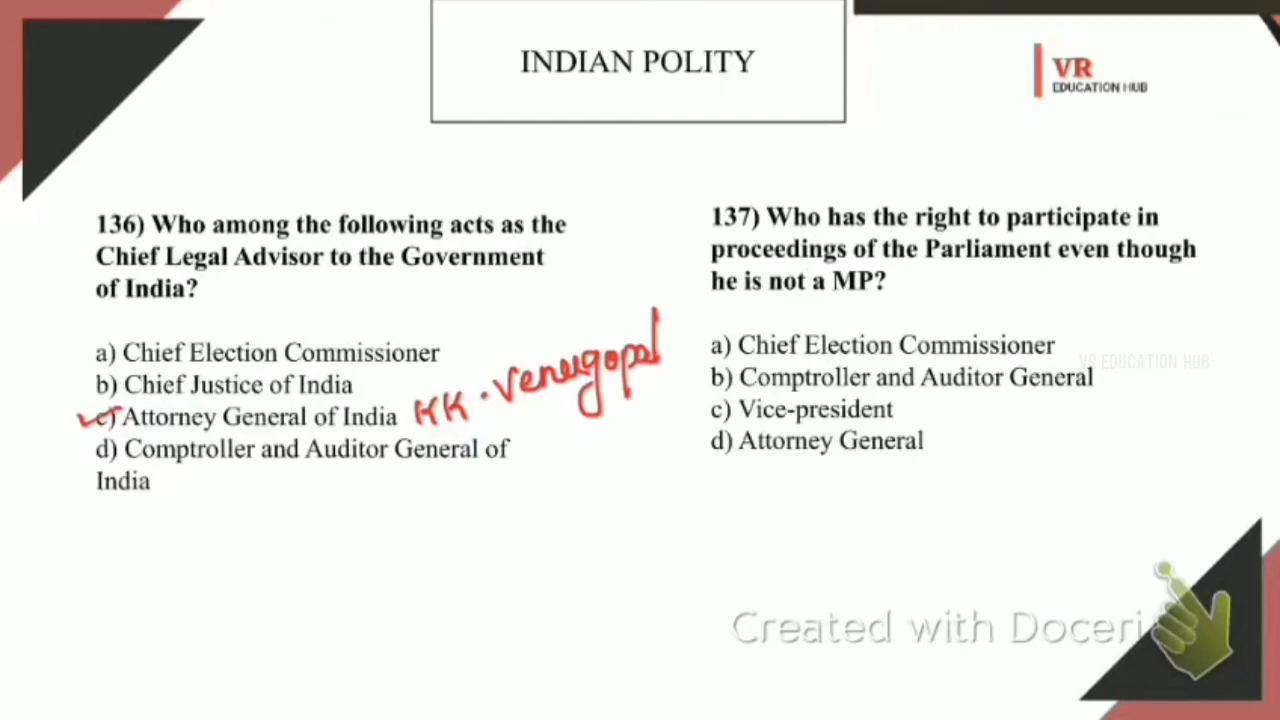 INDIAN POLITY
VR
EDUCATION HUB
136) Who among the following acts as the
Chief Legal Advisor to the Government
of India?
a) Chief Election Commissioner
b) Chief Justice of India
c) Attorney General of India KK. Venugopal
d) Comptroller and Auditor General of
India
137) Who has the right to participate in
proceedings of the Parliament even though
he is not a MP?
a) Chief Election Commissioner
VR EDUCATION HUB
b) Comptroller and Auditor General
c) Vice-president
d) Attorney General
Created with Doceri